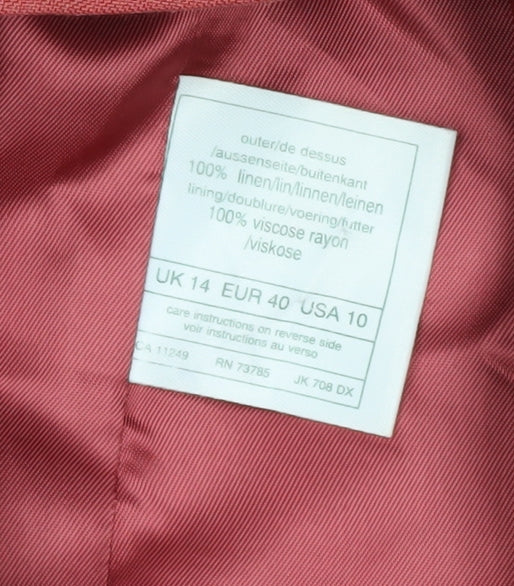 outer/de dessus
/aussenseite/buitenkant
100% linen/lin/linnen/leinen
lining/doublure/voering/futter
100% viscose rayon
/viskose
UK 14 EUR 40 USA 10
care instructions on reverse side
voir instructions au verso
CA 11249 RN 73785 JK 708 DX